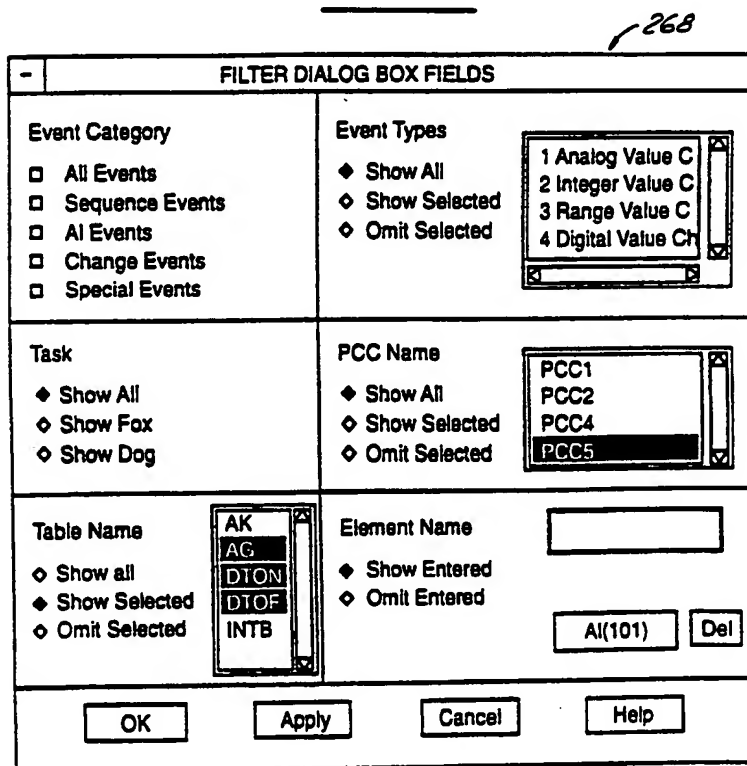 268
FILTER DIALOG BOX FIELDS
Event Category
All Events
Sequence Events
AI Events
Change Events
Special Events
Event Types
Show All
Show Selected
Omit Selected
1 Analog Value C
2 Integer Value C
3 Range Value C
4 Digital Value Ch
Task
Show All
Show Fox
Show Dog
PCC Name
Show All
Show Selected
Omit Selected
PCC1
PCC2
PCC4
PCC5
Table Name
Show all
Show Selected
Omit Selected
AK
AG
DTON
DTOF
INTB
Element Name
Show Entered
Omit Entered
AI(101)
Del
OK
Apply
Cancel
Help